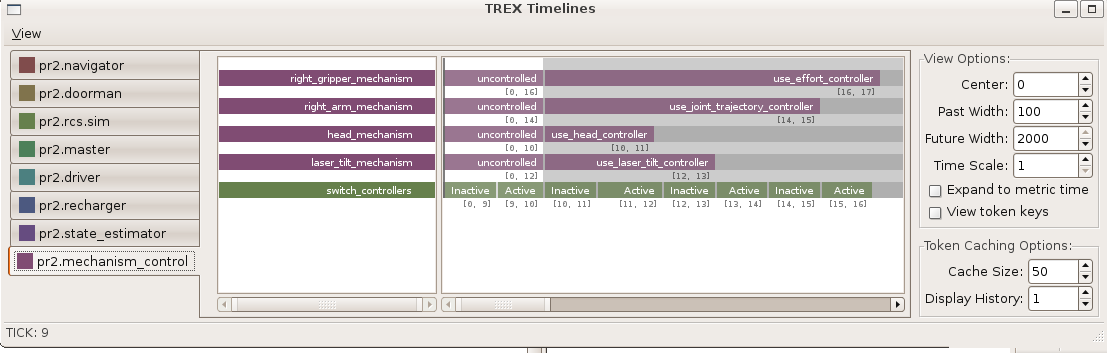 TREX Timelines
View
pr2.navigator
pr2.doorman
pr2.rcs.sim
pr2.master
pr2.driver
pr2.recharger
pr2.state_estimator
pr2.mechanism_control
right_gripper_mechanism uncontrolled use_effort_controller
[0, 16] [16, 17]
right_arm_mechanism uncontrolled use_joint_trajectory_controller
[0, 14] [14, 15]
head_mechanism uncontrolled use_head_controller
[0, 10] [10, 11]
laser_tilt_mechanism uncontrolled use_laser_tilt_controller
[0, 12] [12, 13]
switch_controllers Inactive Active Inactive Active Inactive Active Inactive Active
[0, 9] [9, 10] [10, 11] [11, 12] [12, 13] [13, 14] [14, 15] [15, 16]
View Options:
Center: 0
Past Width: 100
Future Width: 2000
Time Scale: 1
Expand to metric time
View token keys
Token Caching Options:
Cache Size: 50
Display History: 1
TICK: 9